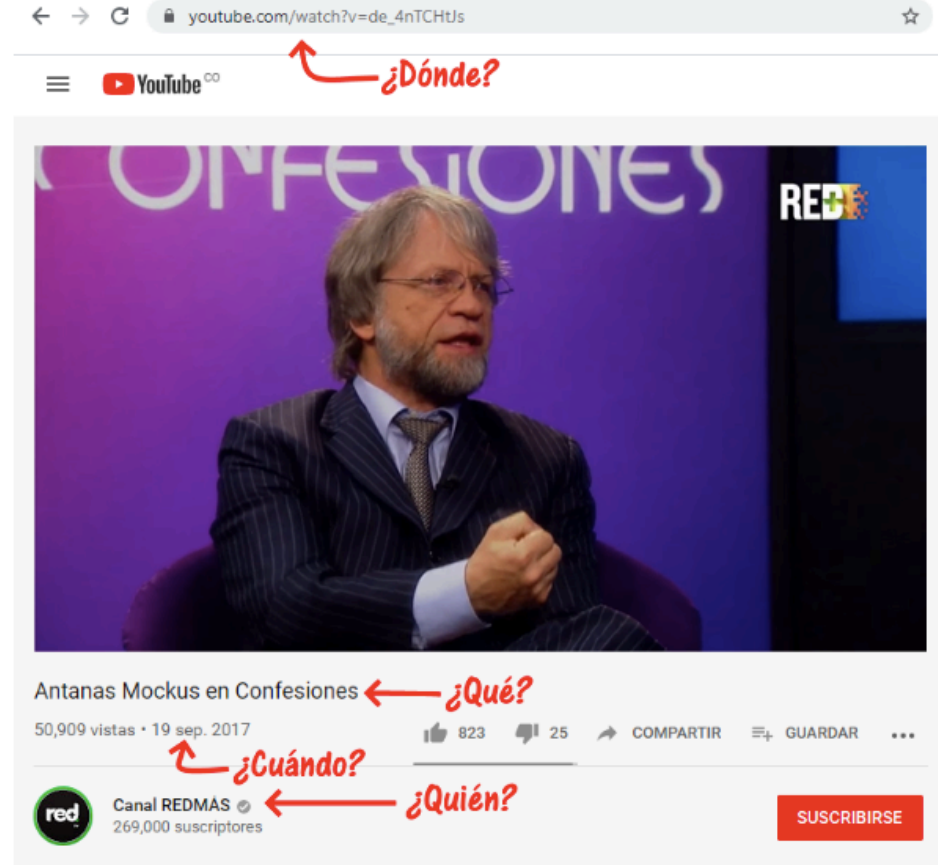 youtube.com/watch?v=de_4nTCHtJs
¿Dónde?
YouTube CO
CONFESIONES
RED+
Antanas Mockus en Confesiones
¿Qué?
50,909 vistas • 19 sep. 2017
823
25
COMPARTIR
GUARDAR
¿Cuándo?
Canal REDMÁS
¿Quién?
269,000 suscriptores
red
SUSCRIBIRSE